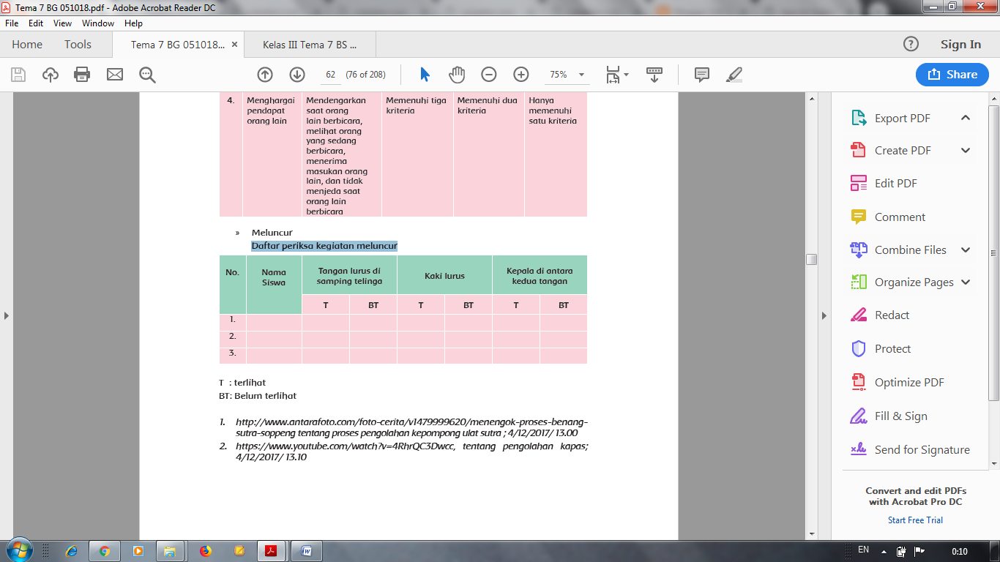 Tema 7 BG 051018.pdf - Adobe Acrobat Reader DC
File Edit View Window Help
Home Tools Tema 7 BG 051018... × Kelas III Tema 7 BS ... ? Sign In
62 (76 of 208) 75% Share
4. Menghargai pendapat orang lain
Mendengarkan saat orang lain berbicara, melihat orang yang sedang berbicara, menerima masukan orang lain, dan tidak menjeda saat orang lain berbicara
Memenuhi tiga kriteria
Memenuhi dua kriteria
Hanya memenuhi satu kriteria
» Meluncur
Daftar periksa kegiatan meluncur
No. Nama Siswa Tangan lurus di samping telinga Kaki lurus Kepala di antara kedua tangan
T BT T BT T BT
1.
2.
3.
T : terlihat
BT: Belum terlihat
1. http://www.antarafoto.com/foto-cerita/v1479999620/menengok-proses-benang-
sutra-soppeng tentang proses pengolahan kepompong ulat sutra ; 4/12/2017/ 13.00
2. https://www.youtube.com/watch?v=4RhrQC3Dwcc, tentang pengolahan kapas;
4/12/2017/ 13.10
Export PDF
Create PDF
Edit PDF
Comment
Combine Files
Organize Pages
Redact
Protect
Optimize PDF
Fill & Sign
Send for Signature
Convert and edit PDFs
with Acrobat Pro DC
Start Free Trial
EN 0:10